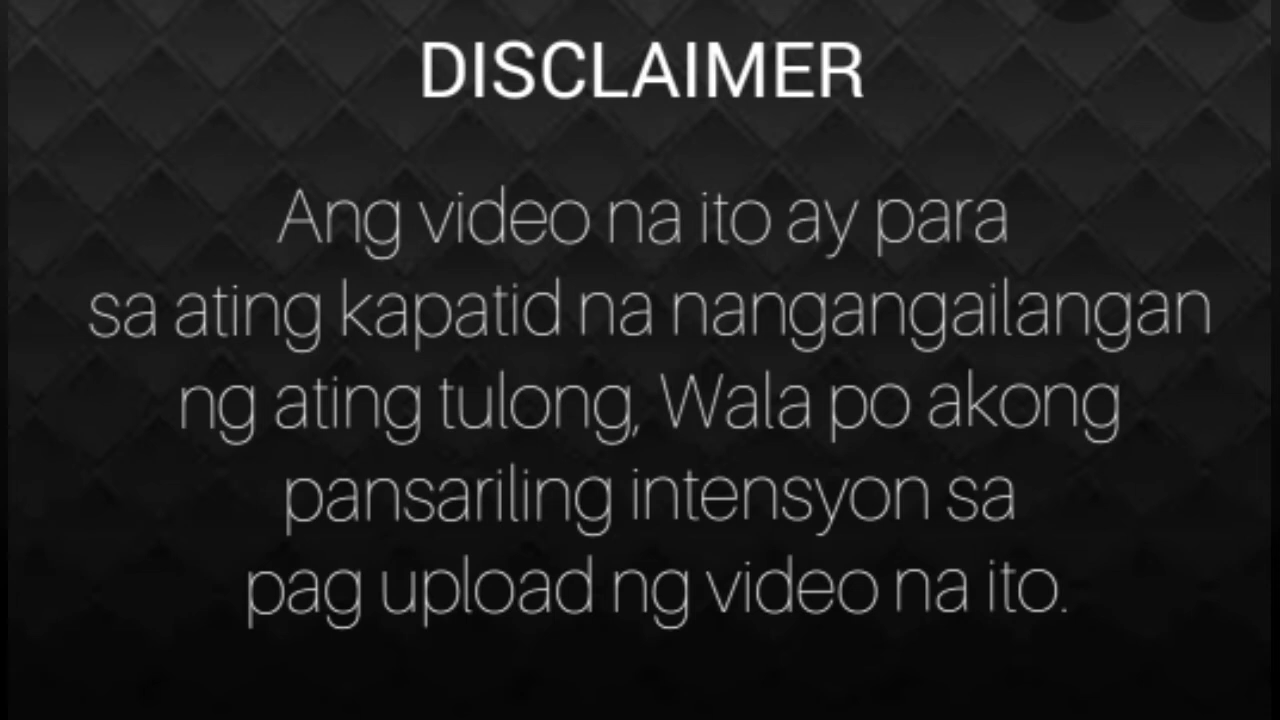 DISCLAIMER
Ang video na ito ay para
sa ating kapatid na nangangailangan
ng ating tulong, Wala po akong
pansariling intensyon sa
pag upload ng video na ito.